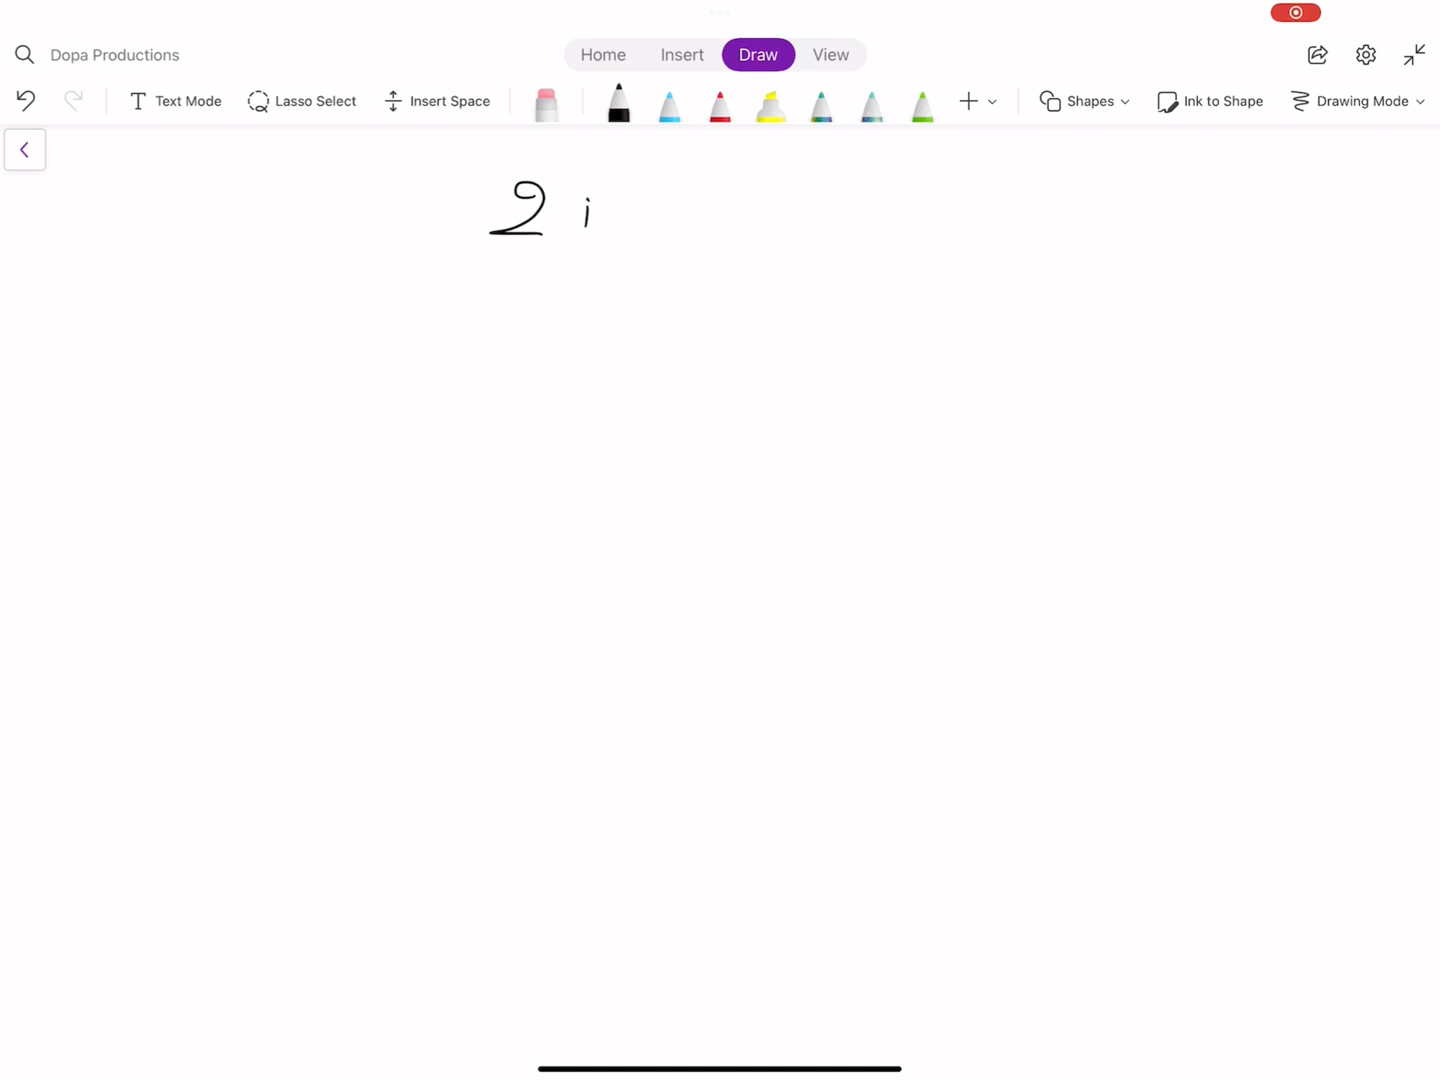 Dopa Productions
Home Insert Draw View
Text Mode Lasso Select Insert Space Shapes Ink to Shape Drawing Mode
2 i